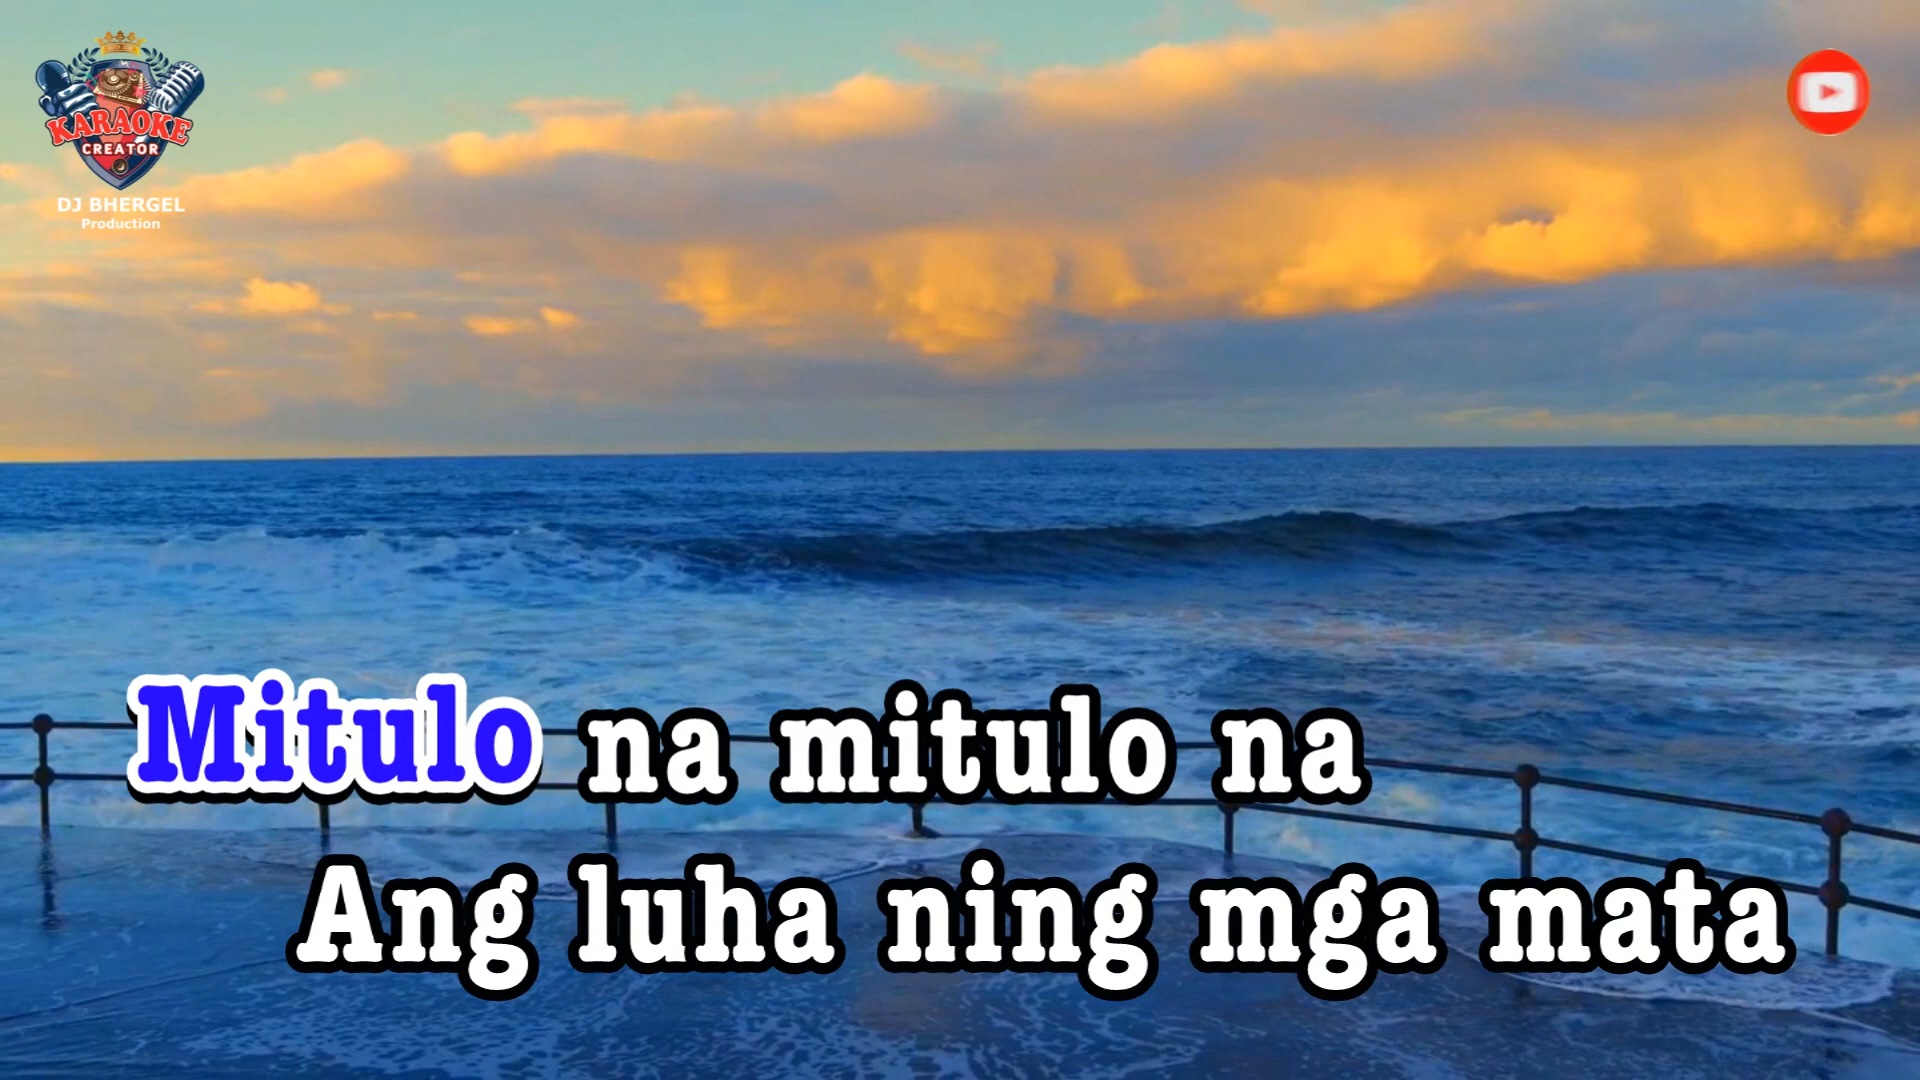 KARAOKE
CREATOR
DJ BHERGEL
Production
Mitulo na mitulo na
Ang luha ning mga mata